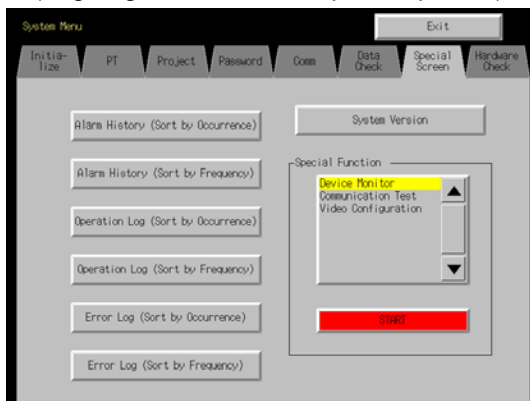 System Menu
Exit
Initia-
lize
PT
Project
Password
Comm
Data
Check
Special
Screen
Hardware
Check
Alarm History (Sort by Occurrence)
Alarm History (Sort by Frequency)
Operation Log (Sort by Occurrence)
Operation Log (Sort by Frequency)
Error Log (Sort by Occurrence)
Error Log (Sort by Frequency)
System Version
Special Function
Device Monitor
Communication Test
Video Configuration
START